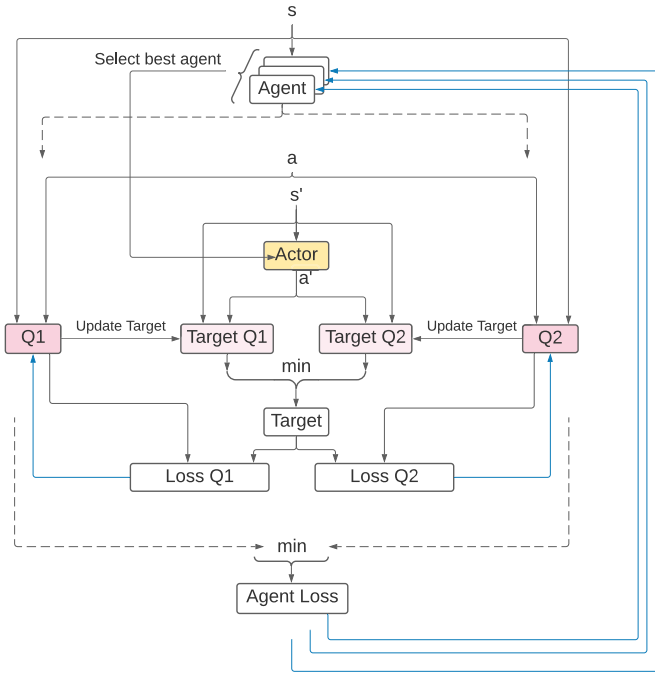 s
Select best agent
Agent
a
s'
Actor
a'
Q1
Update Target
Target Q1
Target Q2
Update Target
Q2
min
Target
Loss Q1
Loss Q2
min
Agent Loss